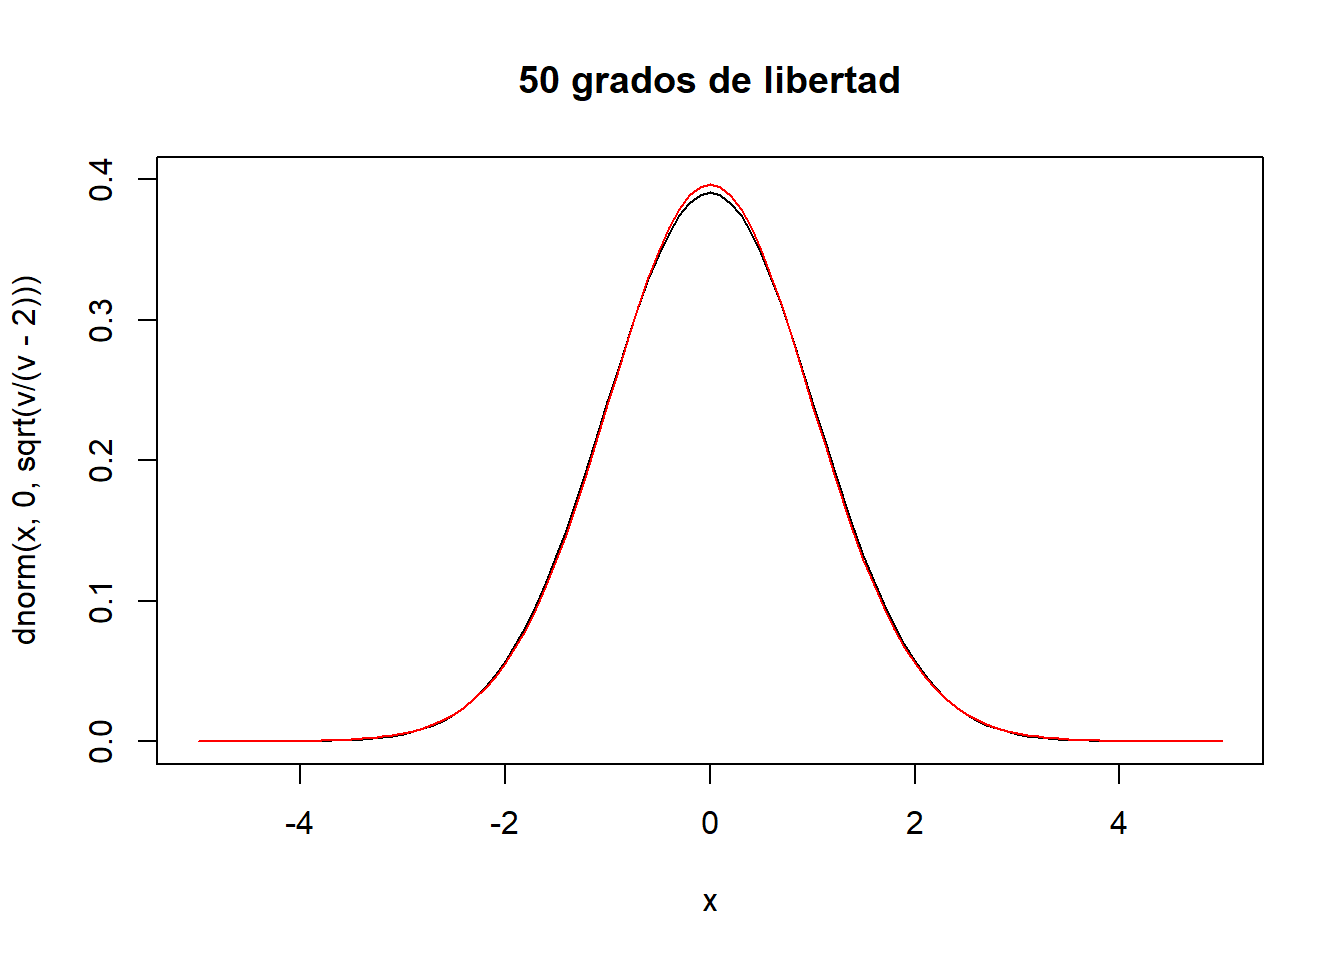 50 grados de libertad
dnorm(x, 0, sqrt(v/(v - 2)))
0.4
0.3
0.2
0.1
0.0
-4 -2 0 2 4
x